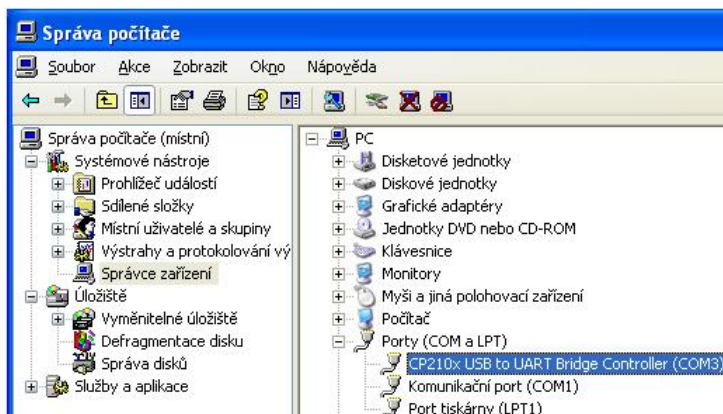 Správa počítače
Soubor Akce Zobrazit Okno Nápověda
Správa počítače (místní)
Systémové nástroje
Prohlížeč událostí
Sdílené složky
Místní uživatelé a skupiny
Výstrahy a protokolování vý
Správce zařízení
Úložiště
Vyměnitelné úložiště
Defragmentace disku
Správa disků
Služby a aplikace
PC
Disketové jednotky
Diskové jednotky
Grafické adaptéry
Jednotky DVD nebo CD-ROM
Klávesnice
Monitory
Myši a jiná polohovací zařízení
Počítač
Porty (COM a LPT)
CP210x USB to UART Bridge Controller (COM3)
Komunikační port (COM1)
Port tiskárny (LPT1)